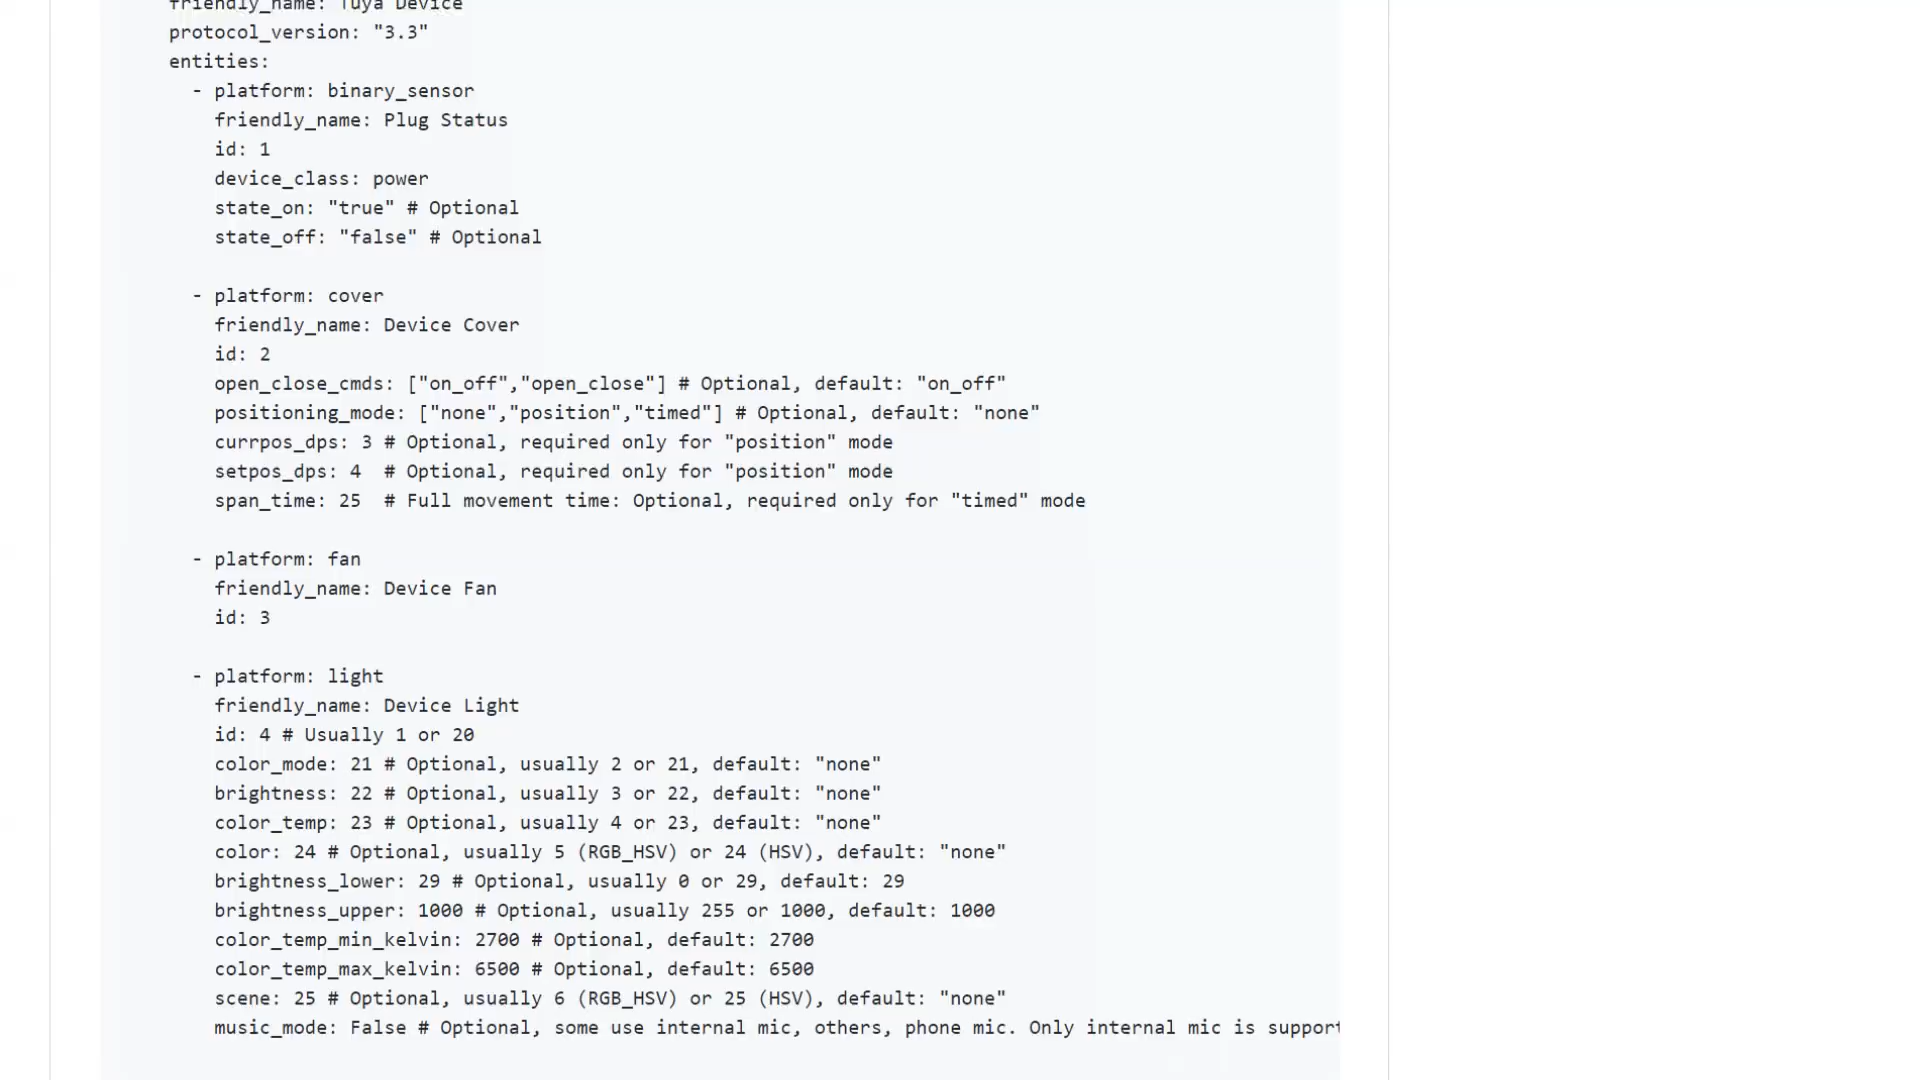 friendly_name: Tuya Device
protocol_version: "3.3"
entities:
  - platform: binary_sensor
    friendly_name: Plug Status
    id: 1
    device_class: power
    state_on: "true" # Optional
    state_off: "false" # Optional

  - platform: cover
    friendly_name: Device Cover
    id: 2
    open_close_cmds: ["on_off","open_close"] # Optional, default: "on_off"
    positioning_mode: ["none","position","timed"] # Optional, default: "none"
    currpos_dps: 3 # Optional, required only for "position" mode
    setpos_dps: 4  # Optional, required only for "position" mode
    span_time: 25  # Full movement time: Optional, required only for "timed" mode

  - platform: fan
    friendly_name: Device Fan
    id: 3

  - platform: light
    friendly_name: Device Light
    id: 4 # Usually 1 or 20
    color_mode: 21 # Optional, usually 2 or 21, default: "none"
    brightness: 22 # Optional, usually 3 or 22, default: "none"
    color_temp: 23 # Optional, usually 4 or 23, default: "none"
    color: 24 # Optional, usually 5 (RGB_HSV) or 24 (HSV), default: "none"
    brightness_lower: 29 # Optional, usually 0 or 29, default: 29
    brightness_upper: 1000 # Optional, usually 255 or 1000, default: 1000
    color_temp_min_kelvin: 2700 # Optional, default: 2700
    color_temp_max_kelvin: 6500 # Optional, default: 6500
    scene: 25 # Optional, usually 6 (RGB_HSV) or 25 (HSV), default: "none"
    music_mode: False # Optional, some use internal mic, others, phone mic. Only internal mic is support